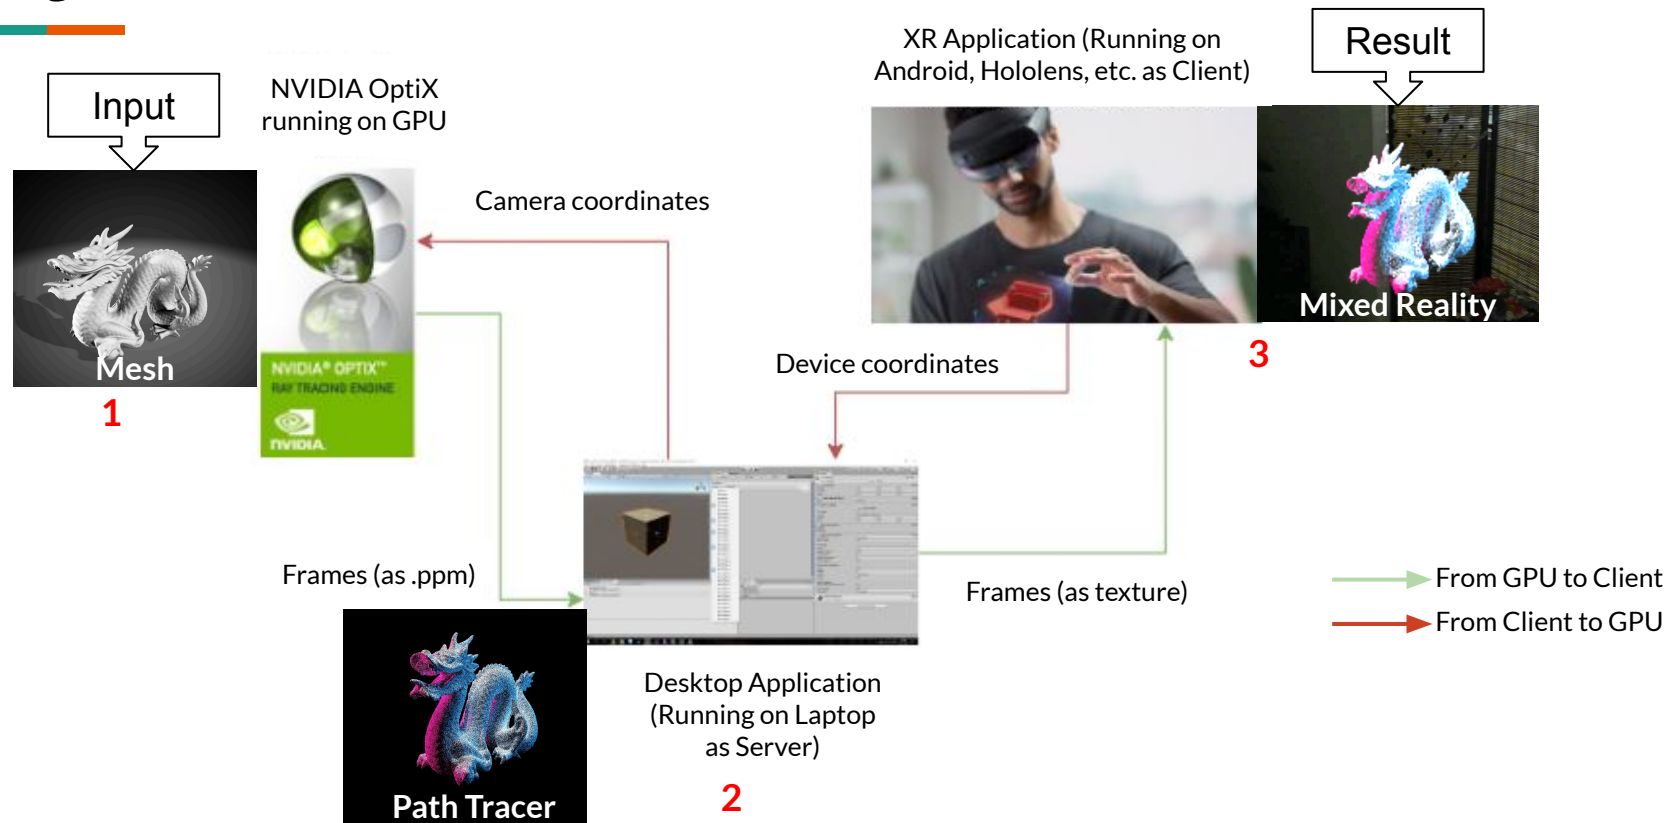 Input
NVIDIA OptiX
running on GPU
Mesh
1
NVIDIA® OPTIX™
RAY TRACING ENGINE
NVIDIA
Camera coordinates
XR Application (Running on
Android, Hololens, etc. as Client)
Result
Mixed Reality
3
Device coordinates
Frames (as .ppm)
Path Tracer
Desktop Application
(Running on Laptop
as Server)
2
Frames (as texture)
From GPU to Client
From Client to GPU